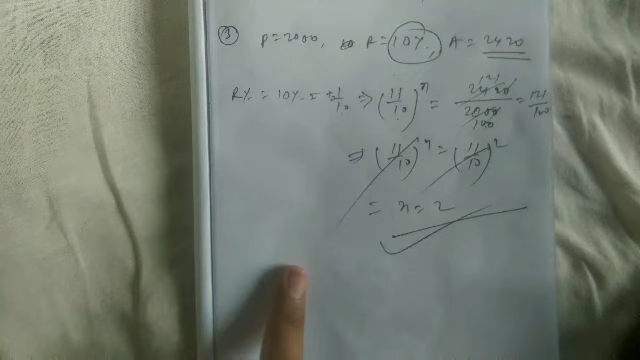 ③ P=2000, R=10%, A=2420
R% = 10% = +1/10 ⇒ (11/10)^n = 2420/2000 = 121/100
⇒ (11/10)^n = (11/10)^2
= n=2